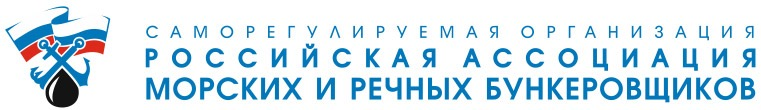 САМОРЕГУЛИРУЕМАЯ ОРГАНИЗАЦИЯ
РОССИЙСКАЯ АССОЦИАЦИЯ
МОРСКИХ И РЕЧНЫХ БУНКЕРОВЩИКОВ